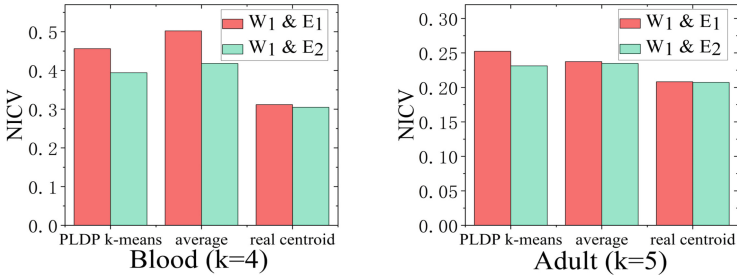 W1 & E1
W1 & E2
0.5
0.4
0.3
0.2
0.1
0.0
NICV
PLDP k-means average real centroid
Blood (k=4)
W1 & E1
W1 & E2
0.30
0.25
0.20
0.15
0.10
0.05
0.00
NICV
PLDP k-means average real centroid
Adult (k=5)